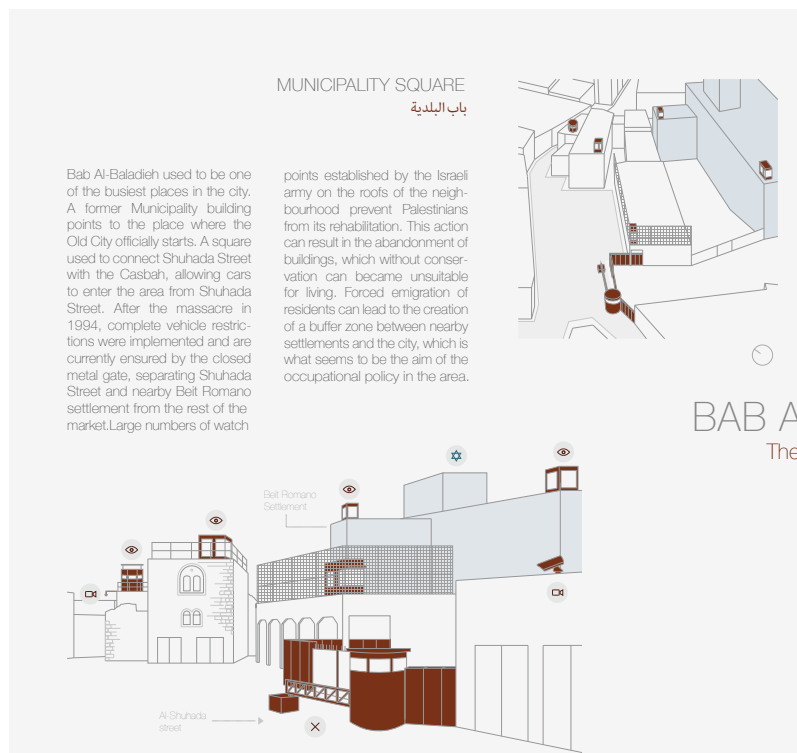 MUNICIPALITY SQUARE
باب البلدية
Bab Al-Baladieh used to be one
of the busiest places in the city.
A former Municipality building
points to the place where the
Old City officially starts. A square
used to connect Shuhada Street
with the Casbah, allowing cars
to enter the area from Shuhada
Street. After the massacre in
1994, complete vehicle restric-
tions were implemented and are
currently ensured by the closed
metal gate, separating Shuhada
Street and nearby Beit Romano
settlement from the rest of the
market.Large numbers of watch
points established by the Israeli
army on the roofs of the neigh-
bourhood prevent Palestinians
from its rehabilitation. This action
can result in the abandonment of
buildings, which without conser-
vation can became unsuitable
for living. Forced emigration of
residents can lead to the creation
of a buffer zone between nearby
settlements and the city, which is
what seems to be the aim of the
occupational policy in the area.
BAB A
The
Beit Romano
Settlement
Al-Shuhada
street